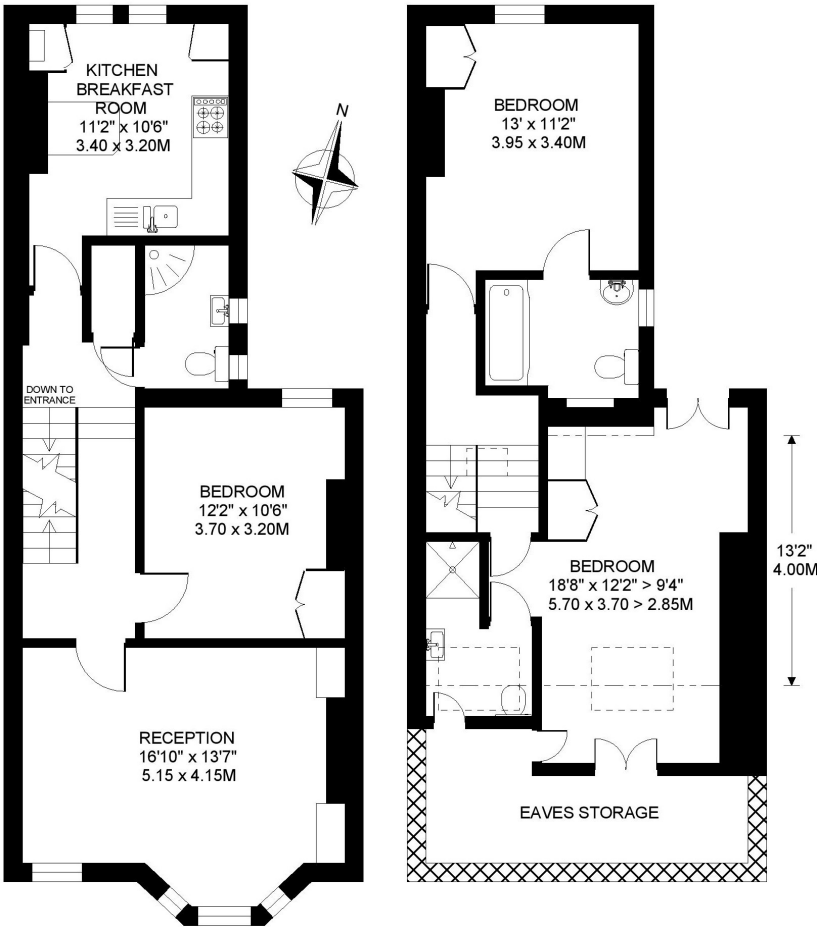 KITCHEN
BREAKFAST
ROOM
11'2" x 10'6"
3.40 x 3.20M
N
DOWN TO
ENTRANCE
BEDROOM
12'2" x 10'6"
3.70 x 3.20M
RECEPTION
16'10" x 13'7"
5.15 x 4.15M
BEDROOM
13' x 11'2"
3.95 x 3.40M
BEDROOM
18'8" x 12'2" > 9'4"
5.70 x 3.70 > 2.85M
13'2"
4.00M
EAVES STORAGE